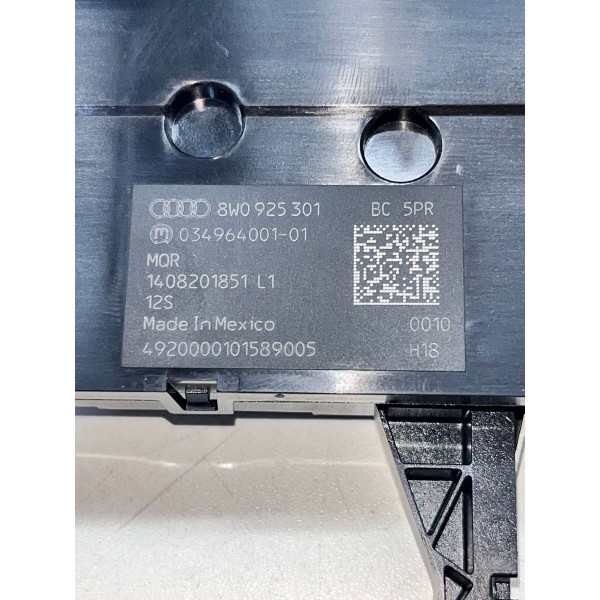 8W0 925 301 BC 5PR
m 034964001-01
MOR
1408201851 L1
12S
Made In Mexico 0010
4920000101589005 H18